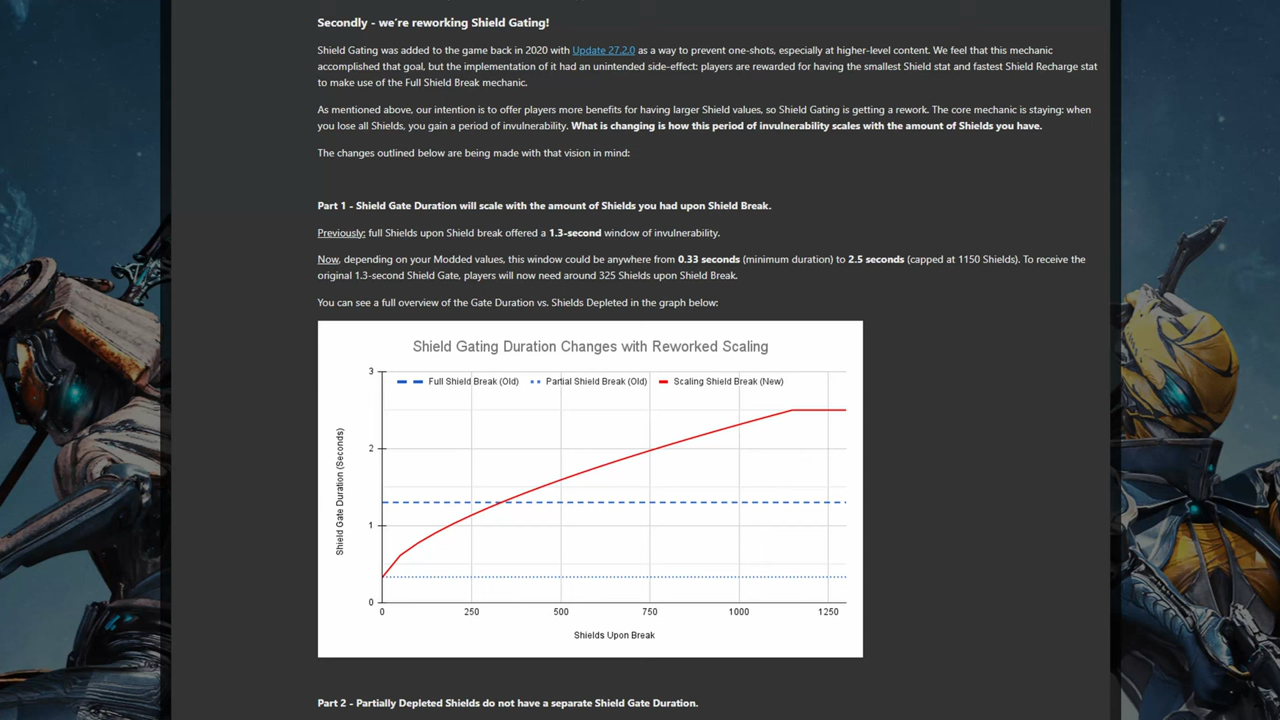 Secondly - we're reworking Shield Gating!
Shield Gating was added to the game back in 2020 with Update 27.2.0 as a way to prevent one-shots, especially at higher-level content. We feel that this mechanic
accomplished that goal, but the implementation of it had an unintended side-effect: players are rewarded for having the smallest Shield stat and fastest Shield Recharge stat
to make use of the Full Shield Break mechanic.
As mentioned above, our intention is to offer players more benefits for having larger Shield values, so Shield Gating is getting a rework. The core mechanic is staying: when
you lose all Shields, you gain a period of invulnerability. What is changing is how this period of invulnerability scales with the amount of Shields you have.
The changes outlined below are being made with that vision in mind:
Part 1 - Shield Gate Duration will scale with the amount of Shields you had upon Shield Break.
Previously: full Shields upon Shield break offered a 1.3-second window of invulnerability.
Now, depending on your Modded values, this window could be anywhere from 0.33 seconds (minimum duration) to 2.5 seconds (capped at 1150 Shields). To receive the
original 1.3-second Shield Gate, players will now need around 325 Shields upon Shield Break.
You can see a full overview of the Gate Duration vs. Shields Depleted in the graph below:
Shield Gating Duration Changes with Reworked Scaling
Full Shield Break (Old) Partial Shield Break (Old) Scaling Shield Break (New)
3
2
1
0
Shield Gate Duration (Seconds)
0 250 500 750 1000 1250
Shields Upon Break
Part 2 - Partially Depleted Shields do not have a separate Shield Gate Duration.